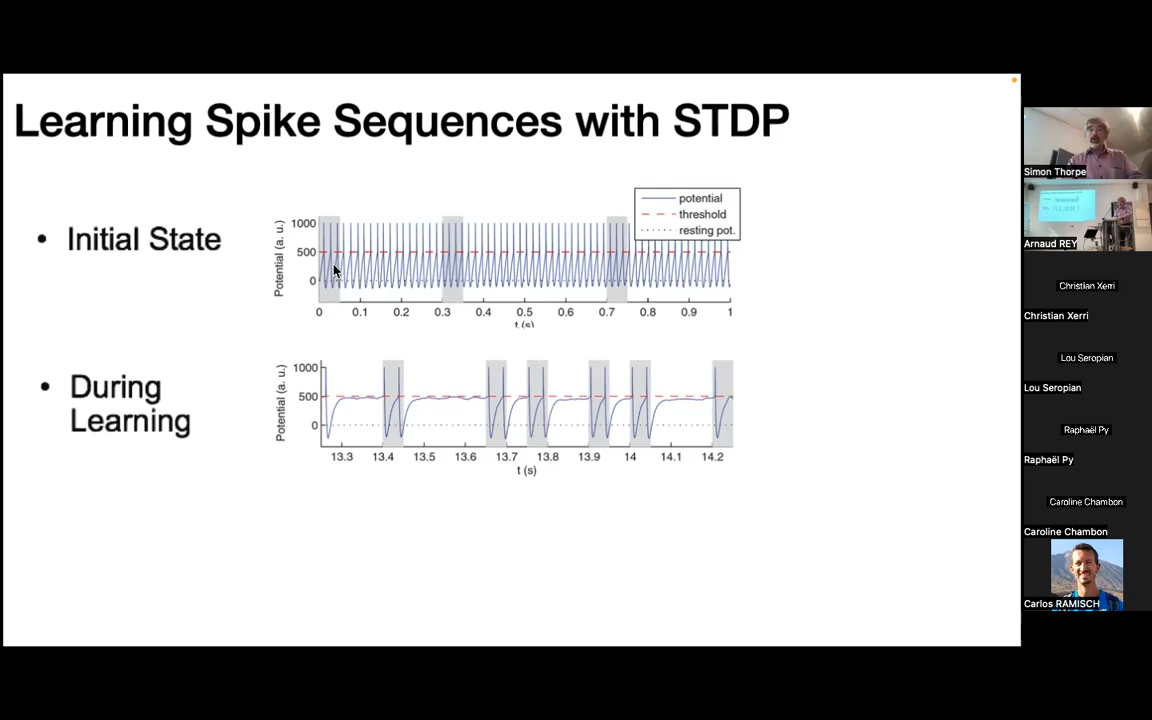 Learning Spike Sequences with STDP
• Initial State
Potential (a. u.)
1000
500
0
potential
threshold
resting pot.
0 0.1 0.2 0.3 0.4 0.5 0.6 0.7 0.8 0.9 1
t (s)
• During
Learning
Potential (a. u.)
1000
500
0
13.3 13.4 13.5 13.6 13.7 13.8 13.9 14 14.1 14.2
t (s)
Simon Thorpe
Arnaud REY
Christian Xerri
Christian Xerri
Lou Seropian
Lou Seropian
Raphaël Py
Raphaël Py
Caroline Chambon
Caroline Chambon
Carlos RAMISCH